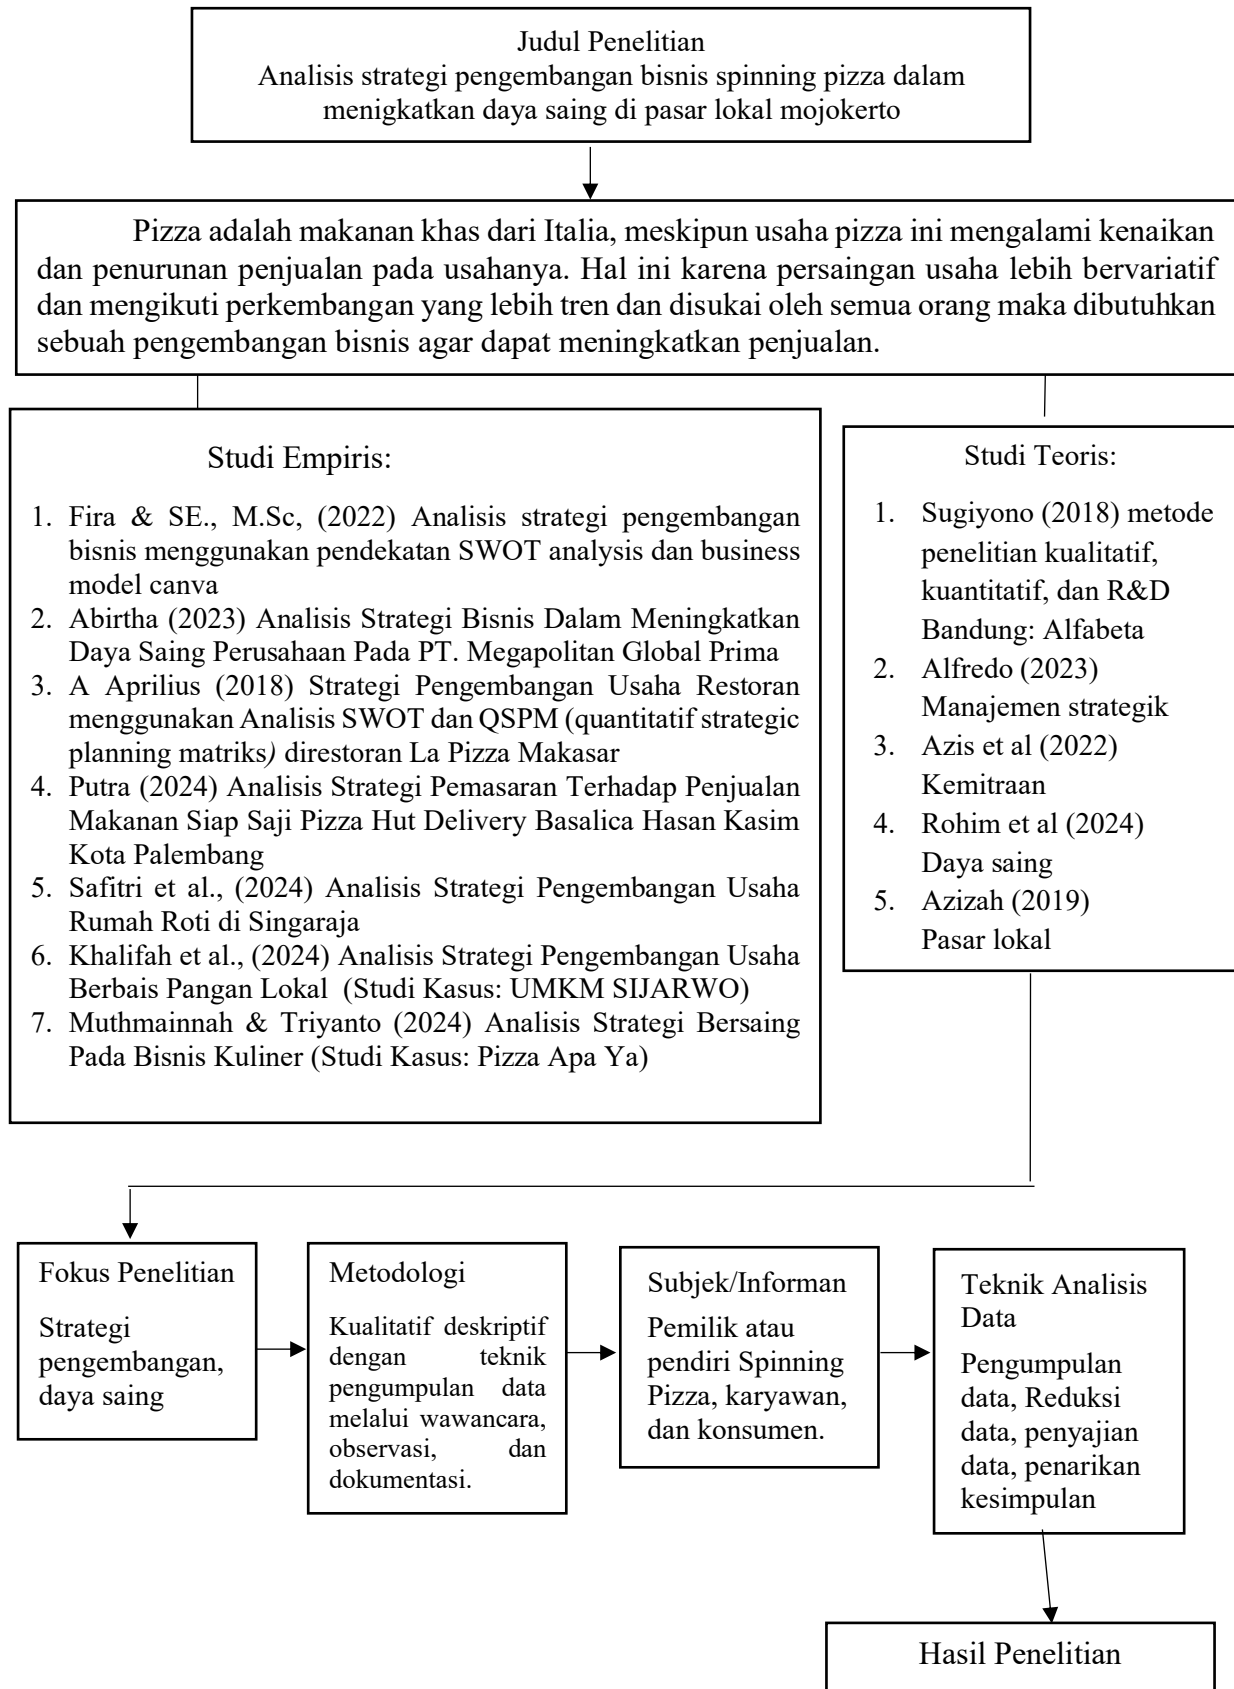 Judul Penelitian
Analisis strategi pengembangan bisnis spinning pizza dalam
menigkatkan daya saing di pasar lokal mojokerto
Pizza adalah makanan khas dari Italia, meskipun usaha pizza ini mengalami kenaikan
dan penurunan penjualan pada usahanya. Hal ini karena persaingan usaha lebih bervariatif
dan mengikuti perkembangan yang lebih tren dan disukai oleh semua orang maka dibutuhkan
sebuah pengembangan bisnis agar dapat meningkatkan penjualan.
Studi Empiris:
1. Fira & SE., M.Sc, (2022) Analisis strategi pengembangan
bisnis menggunakan pendekatan SWOT analysis dan business
model canva
2. Abirtha (2023) Analisis Strategi Bisnis Dalam Meningkatkan
Daya Saing Perusahaan Pada PT. Megapolitan Global Prima
3. A Aprilius (2018) Strategi Pengembangan Usaha Restoran
menggunakan Analisis SWOT dan QSPM (quantitatif strategic
planning matriks) direstoran La Pizza Makasar
4. Putra (2024) Analisis Strategi Pemasaran Terhadap Penjualan
Makanan Siap Saji Pizza Hut Delivery Basalica Hasan Kasim
Kota Palembang
5. Safitri et al., (2024) Analisis Strategi Pengembangan Usaha
Rumah Roti di Singaraja
6. Khalifah et al., (2024) Analisis Strategi Pengembangan Usaha
Berbais Pangan Lokal (Studi Kasus: UMKM SIJARWO)
7. Muthmainnah & Triyanto (2024) Analisis Strategi Bersaing
Pada Bisnis Kuliner (Studi Kasus: Pizza Apa Ya)
Studi Teoris:
1. Sugiyono (2018) metode
penelitian kualitatif,
kuantitatif, dan R&D
Bandung: Alfabeta
2. Alfredo (2023)
Manajemen strategik
3. Azis et al (2022)
Kemitraan
4. Rohim et al (2024)
Daya saing
5. Azizah (2019)
Pasar lokal
Fokus Penelitian
Strategi
pengembangan,
daya saing
Metodologi
Kualitatif deskriptif
dengan teknik
pengumpulan data
melalui wawancara,
observasi, dan
dokumentasi.
Subjek/Informan
Pemilik atau
pendiri Spinning
Pizza, karyawan,
dan konsumen.
Teknik Analisis
Data
Pengumpulan
data, Reduksi
data, penyajian
data, penarikan
kesimpulan
Hasil Penelitian